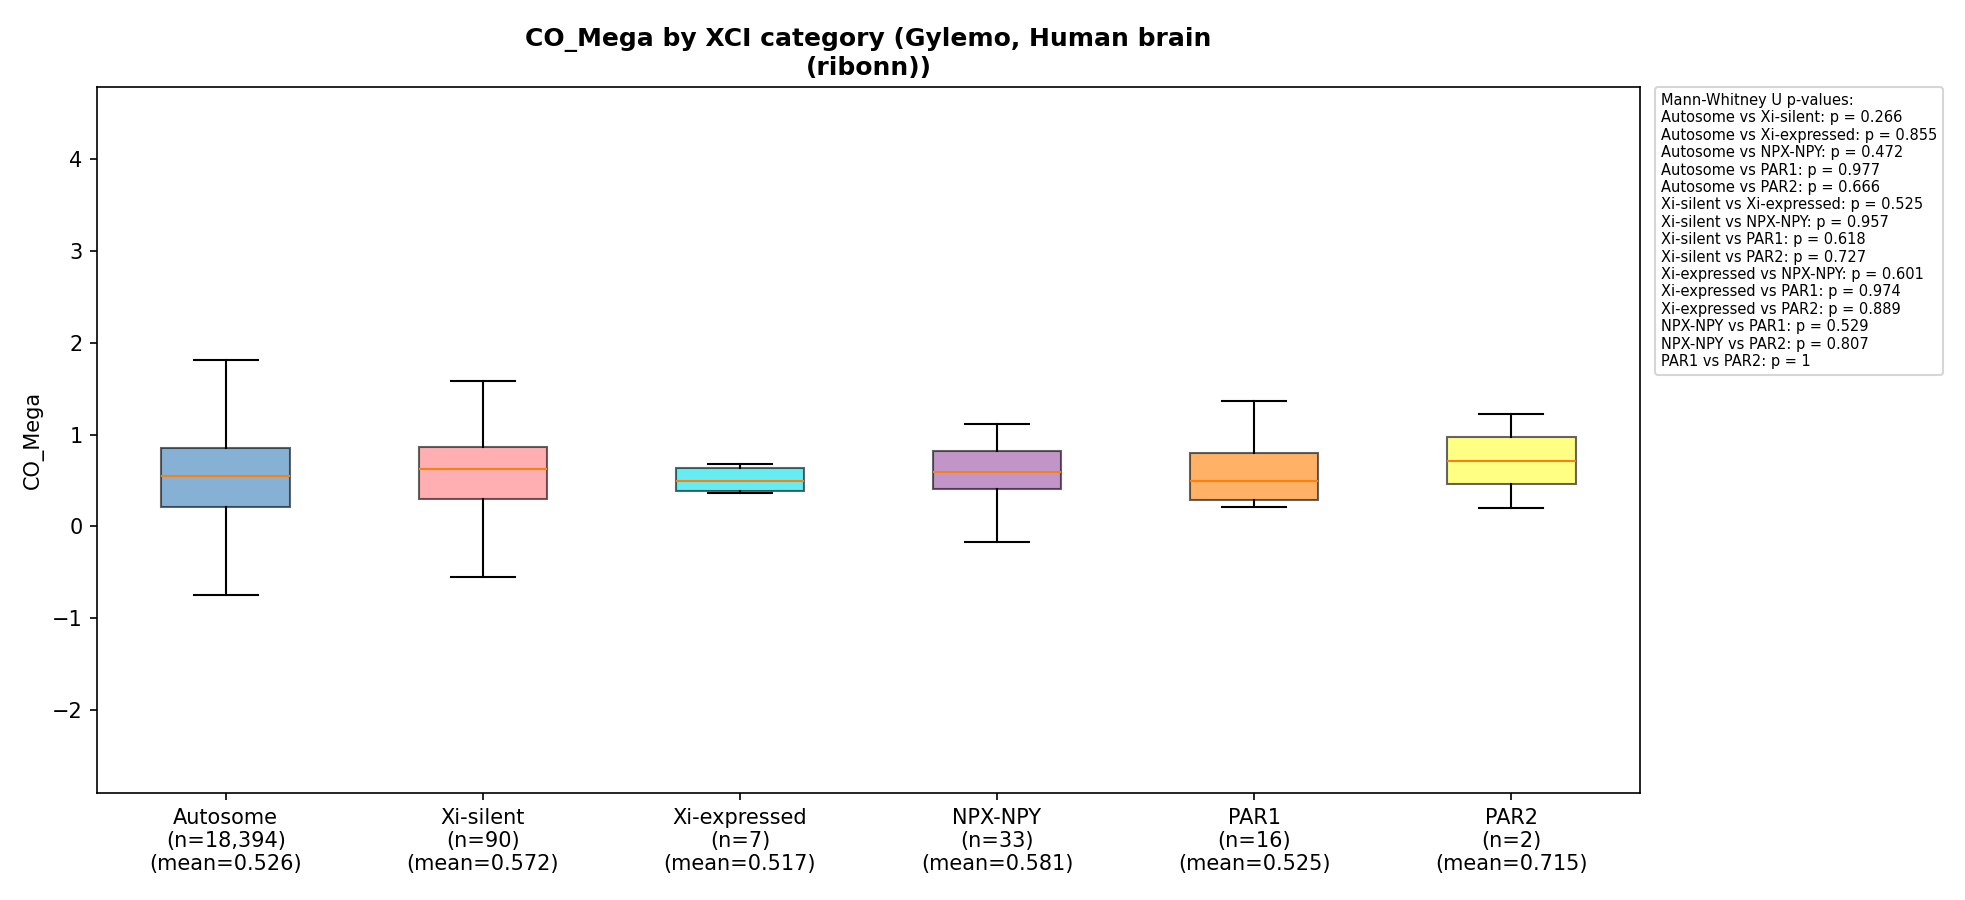 CO_Mega by XCI category (Gylemo, Human brain
(ribonn))
CO_Mega
4
3
2
1
0
−1
−2
Autosome
(n=18,394)
(mean=0.526)
Xi-silent
(n=90)
(mean=0.572)
Xi-expressed
(n=7)
(mean=0.517)
NPX-NPY
(n=33)
(mean=0.581)
PAR1
(n=16)
(mean=0.525)
PAR2
(n=2)
(mean=0.715)
Mann-Whitney U p-values:
Autosome vs Xi-silent: p = 0.266
Autosome vs Xi-expressed: p = 0.855
Autosome vs NPX-NPY: p = 0.472
Autosome vs PAR1: p = 0.977
Autosome vs PAR2: p = 0.666
Xi-silent vs Xi-expressed: p = 0.525
Xi-silent vs NPX-NPY: p = 0.957
Xi-silent vs PAR1: p = 0.618
Xi-silent vs PAR2: p = 0.727
Xi-expressed vs NPX-NPY: p = 0.601
Xi-expressed vs PAR1: p = 0.974
Xi-expressed vs PAR2: p = 0.889
NPX-NPY vs PAR1: p = 0.529
NPX-NPY vs PAR2: p = 0.807
PAR1 vs PAR2: p = 1